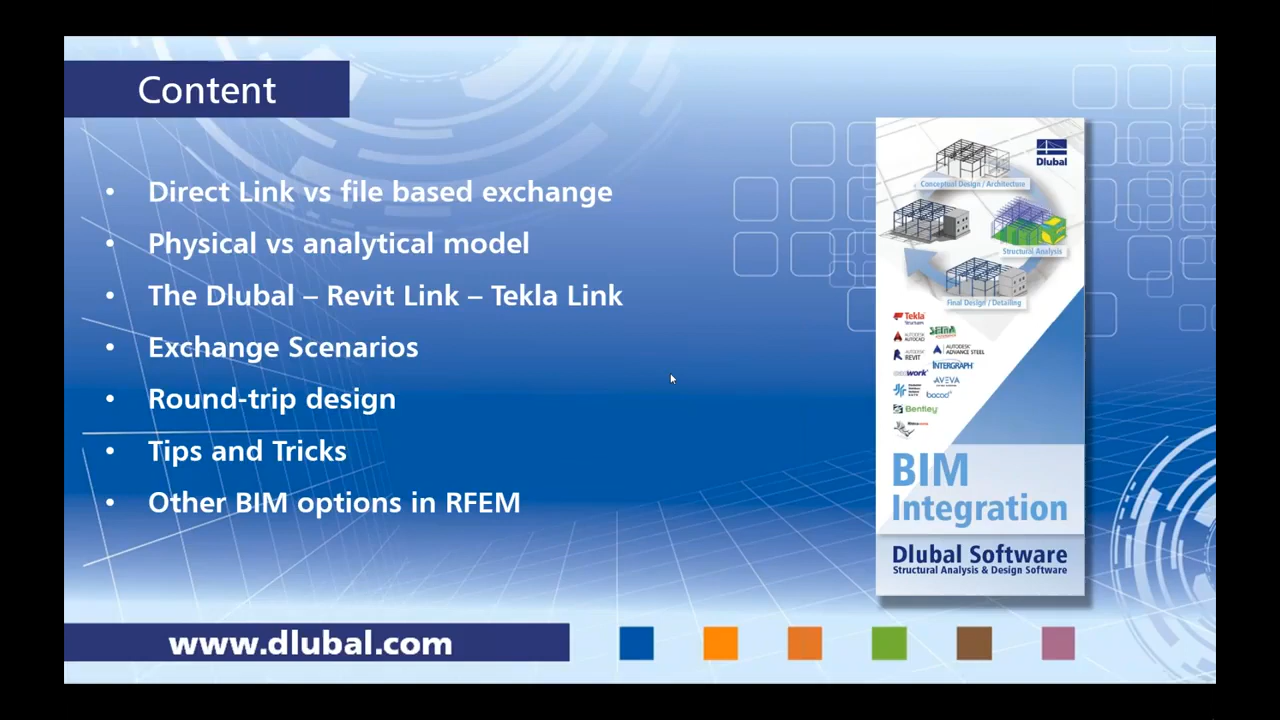 Content
• Direct Link vs file based exchange
• Physical vs analytical model
• The Dlubal – Revit Link – Tekla Link
• Exchange Scenarios
• Round-trip design
• Tips and Tricks
• Other BIM options in RFEM
www.dlubal.com
Dlubal
Conceptual Design / Architecture
Structural Analysis
Final Design / Detailing
Tekla
Structures
AUTODESK
AUTOCAD
AUTODESK
REVIT
AUTODESK
ADVANCE STEEL
INTERGRAPH
AVEVA
bocad
Bentley
BIM
Integration
Dlubal Software
Structural Analysis & Design Software